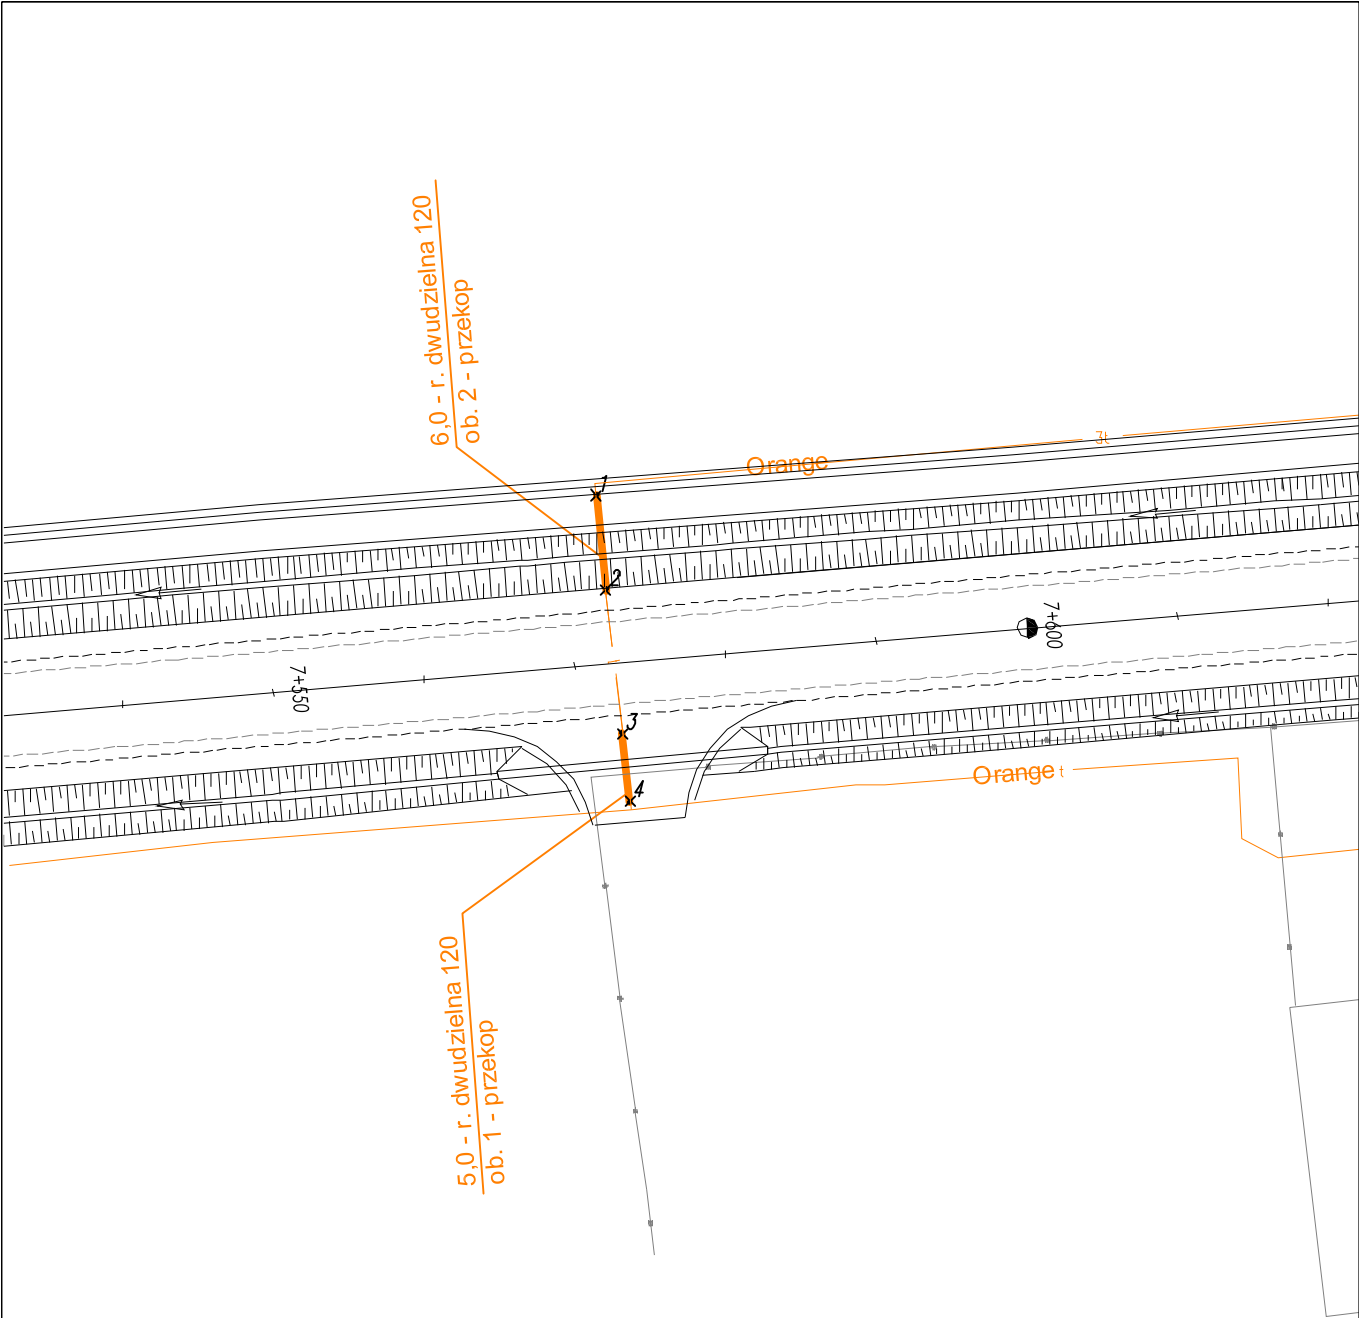 6,0 - r. dwudzielna 120
ob. 2 - przekop
1
Orange
3t
2
7+600
7+550
3
4
Orange
t
5,0 - r. dwudzielna 120
ob. 1 - przekop